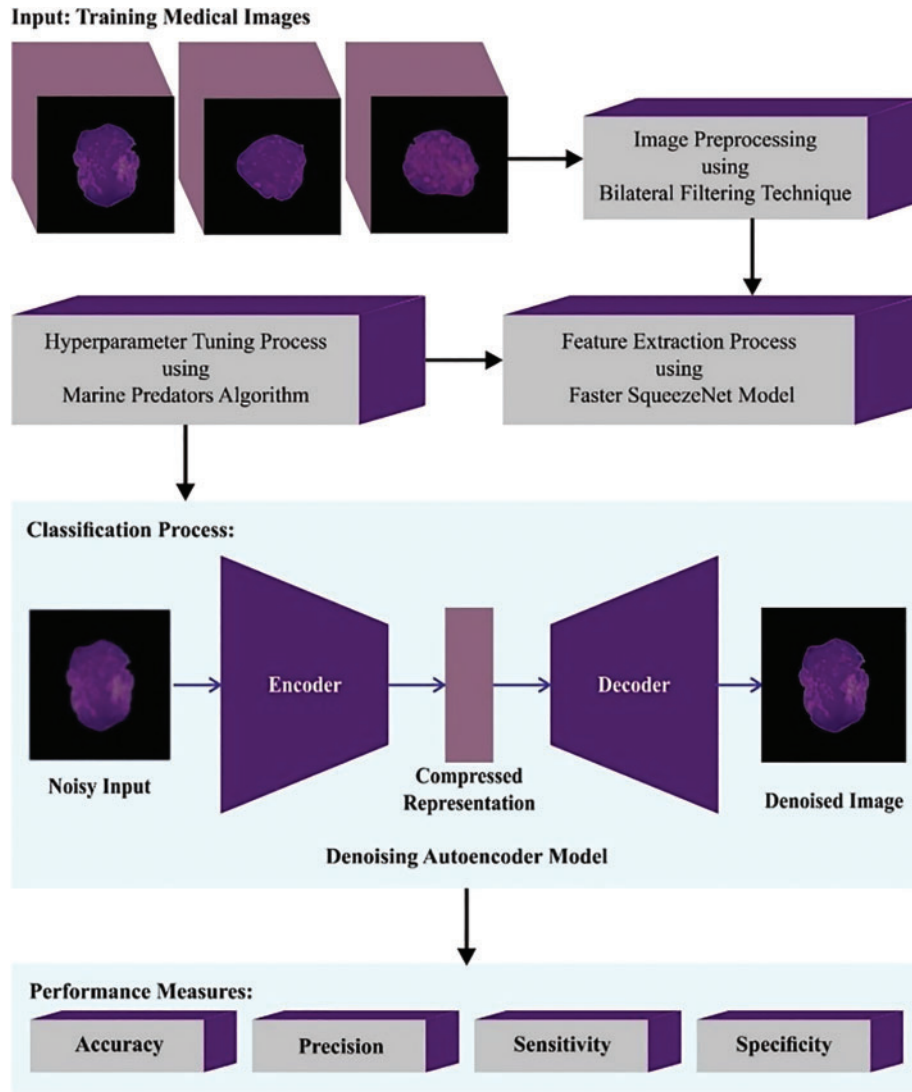 Input: Training Medical Images
Image Preprocessing
using
Bilateral Filtering Technique
Hyperparameter Tuning Process
using
Marine Predators Algorithm
Feature Extraction Process
using
Faster SqueezeNet Model
Classification Process:
Encoder
Decoder
Noisy Input
Compressed
Representation
Denoised Image
Denoising Autoencoder Model
Performance Measures:
Accuracy
Precision
Sensitivity
Specificity